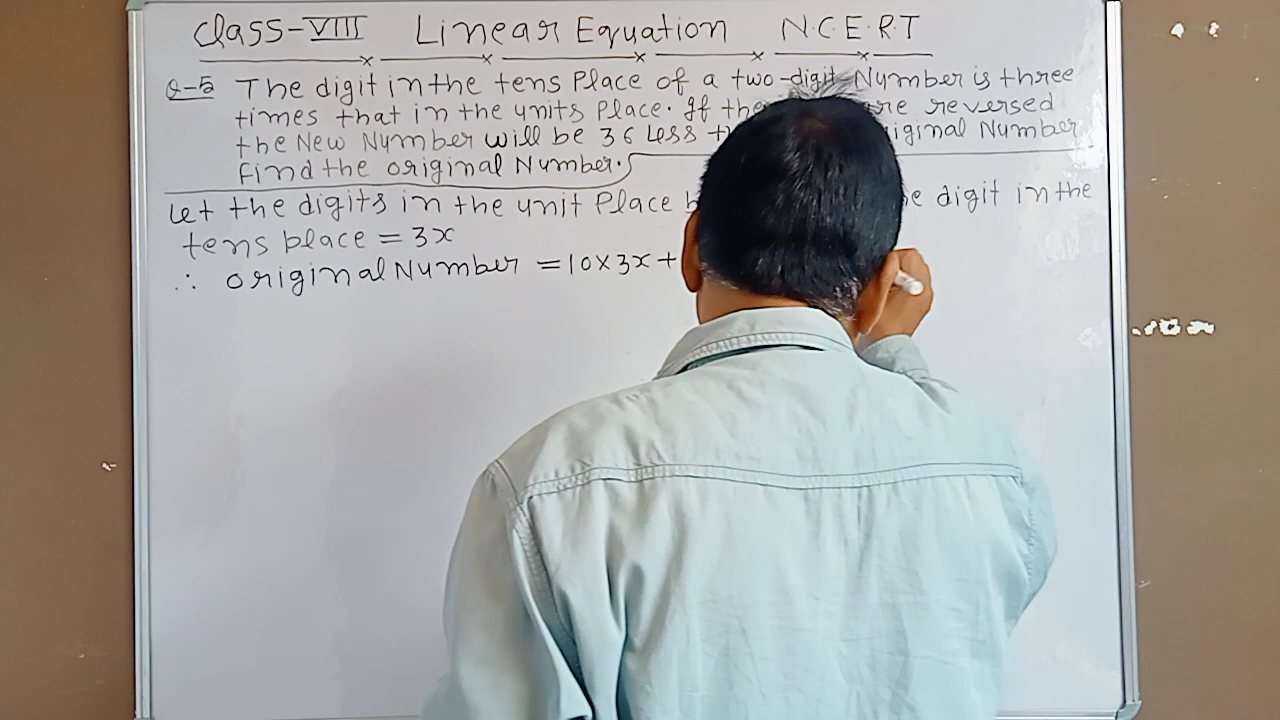 Class-VIII Linear Equation N.C.E.R.T
Q-5 The digit in the tens Place of a two-digit Number is three
times that in the units Place. If the re reversed
the New Number will be 36 Less riginal Number
Find the original Number.
Let the digits in the unit Place e digit in the
tens place = 3x
∴ original Number = 10×3x+